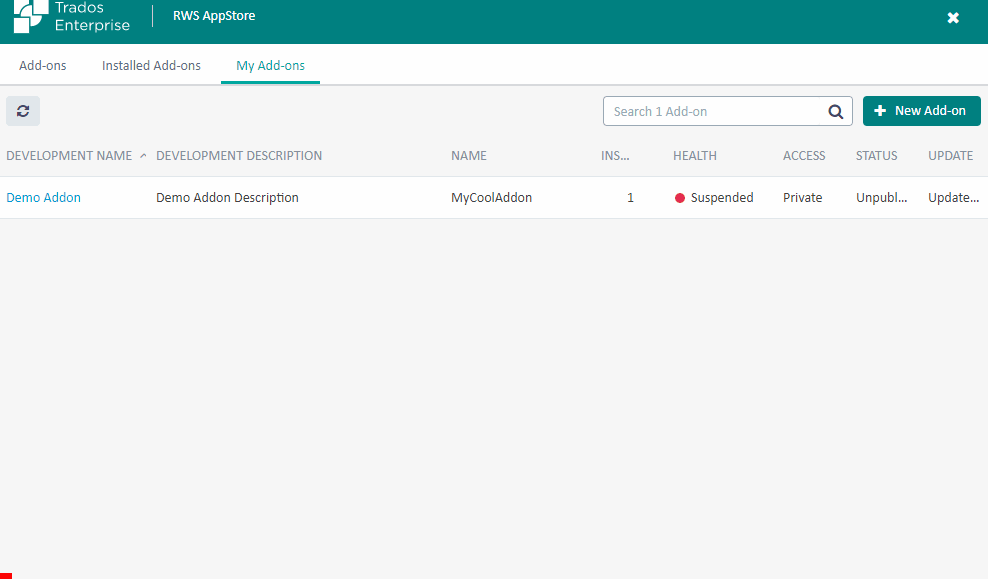 Trados
Enterprise
RWS AppStore
Add-ons Installed Add-ons My Add-ons
Search 1 Add-on
New Add-on
DEVELOPMENT NAME DEVELOPMENT DESCRIPTION NAME INS... HEALTH ACCESS STATUS UPDATE
Demo Addon Demo Addon Description MyCoolAddon 1 Suspended Private Unpubl... Update...